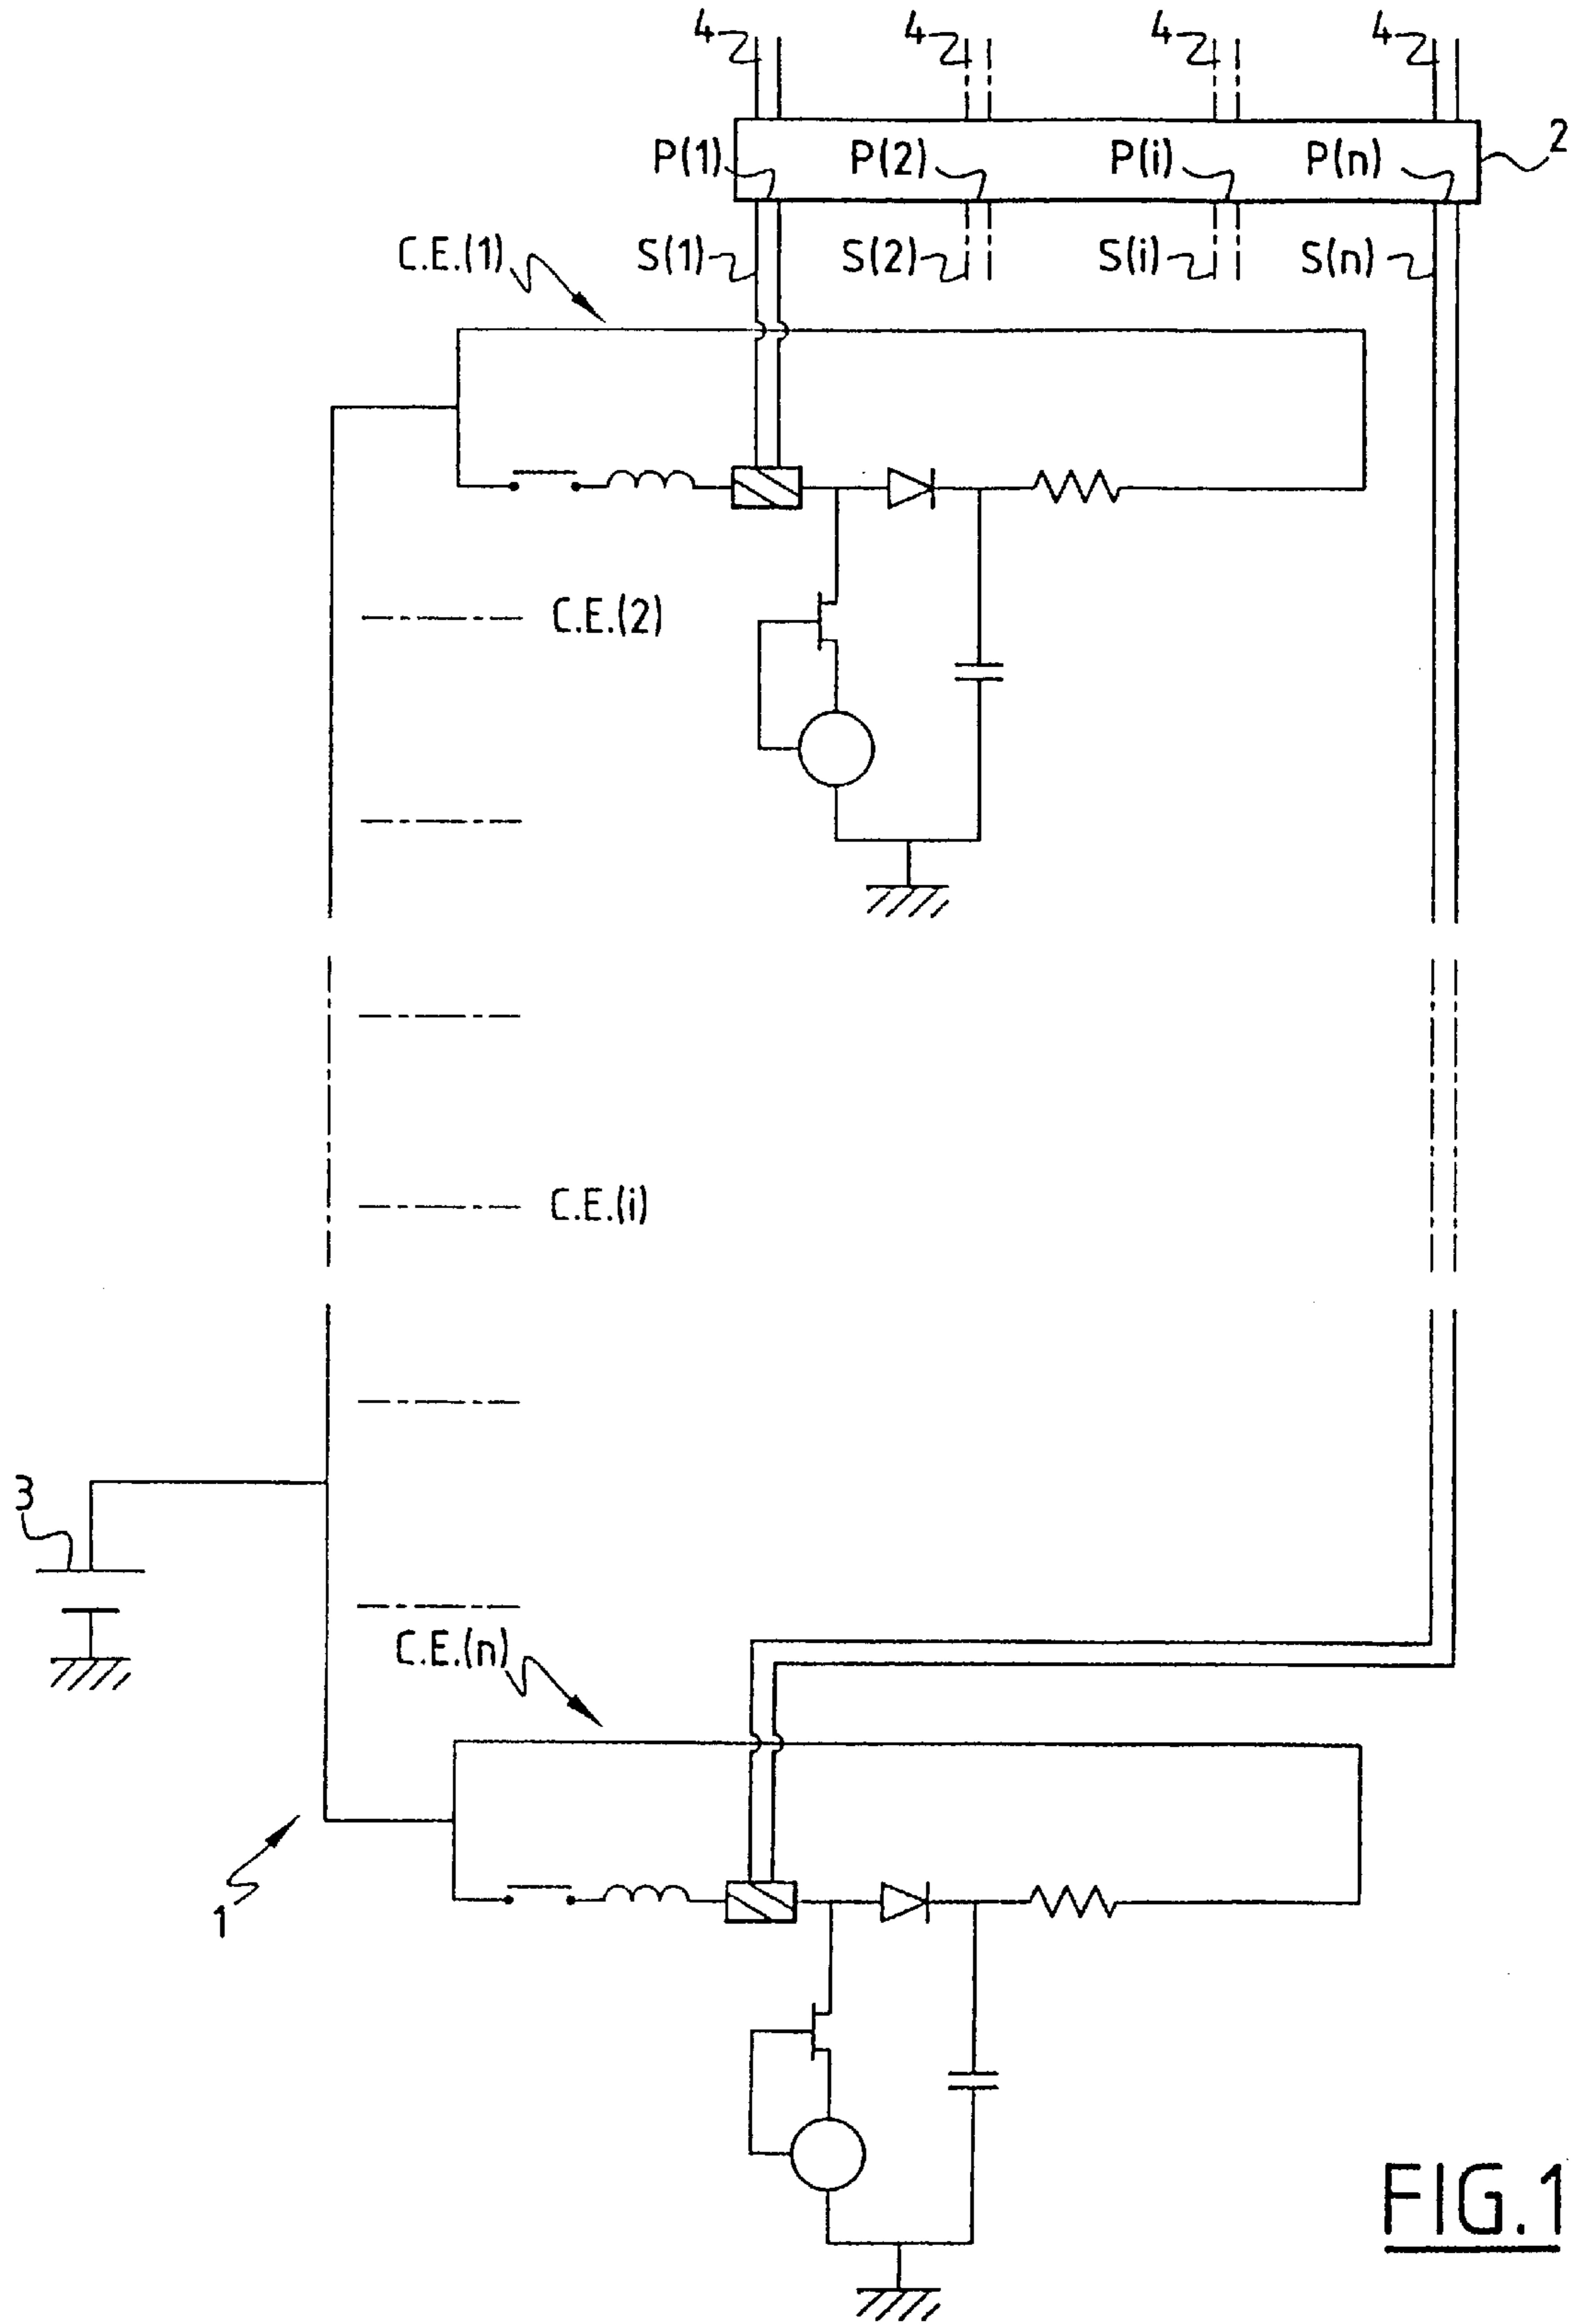 4 4 4 4
P(1) P(2) P(i) P(n) 2
C.E.(1) S(1) S(2) S(i) S(n)
C.E.(2)
C.E.(i)
3
C.E.(n)
1
FIG.1